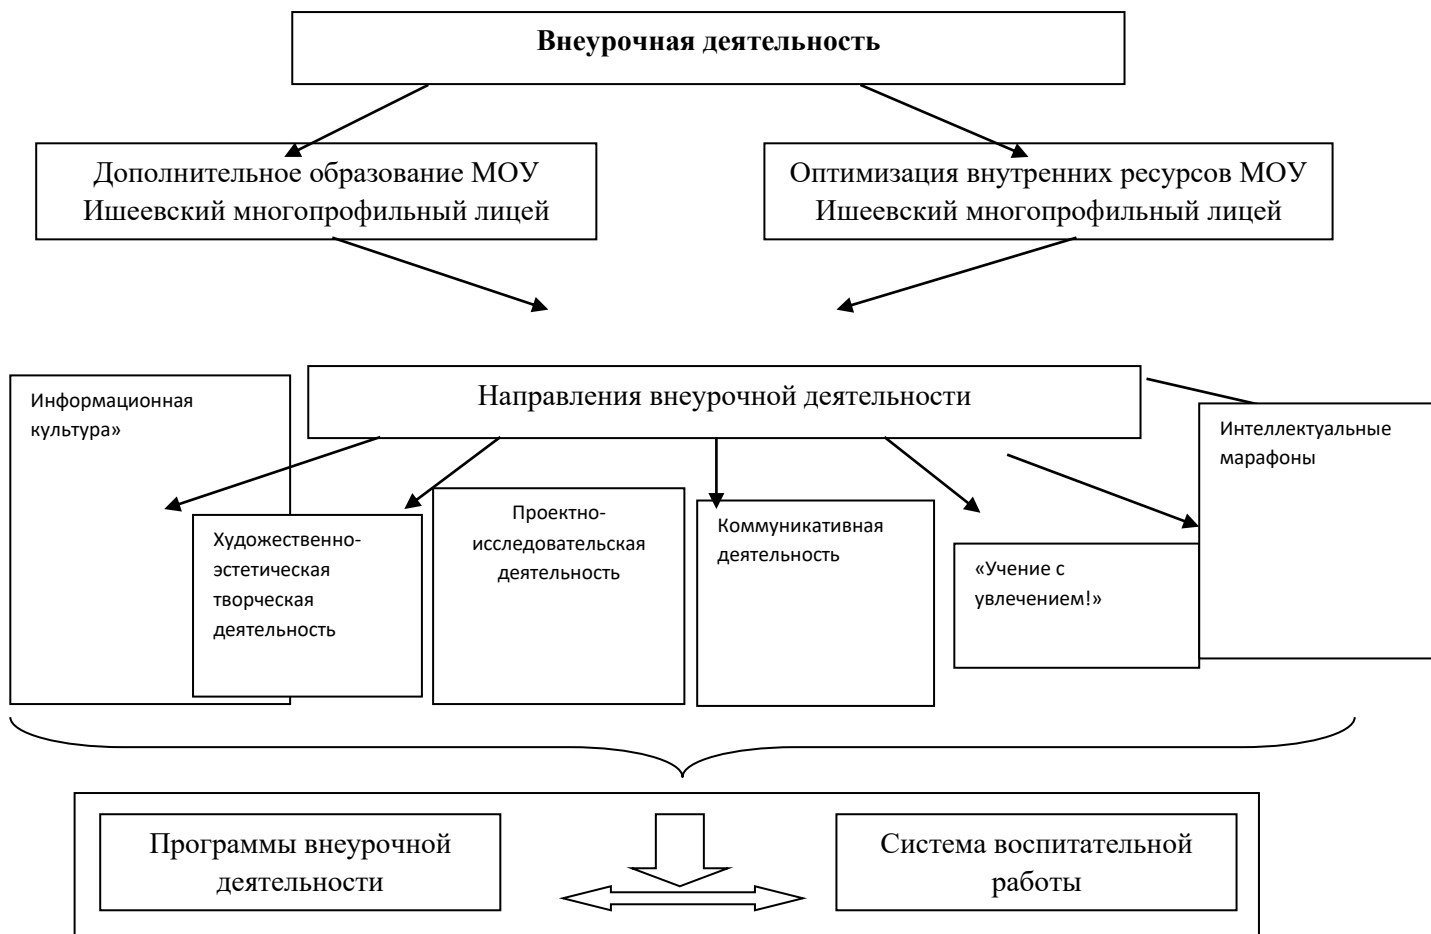 Внеурочная деятельность
Дополнительное образование МОУ
Ишеевский многопрофильный лицей
Оптимизация внутренних ресурсов МОУ
Ишеевский многопрофильный лицей
Направления внеурочной деятельности
Информационная
культура»
Художественно-
эстетическая
творческая
деятельность
Проектно-
исследовательская
деятельность
Коммуникативная
деятельность
«Учение с
увлечением!»
Интеллектуальные
марафоны
Программы внеурочной
деятельности
Система воспитательной
работы